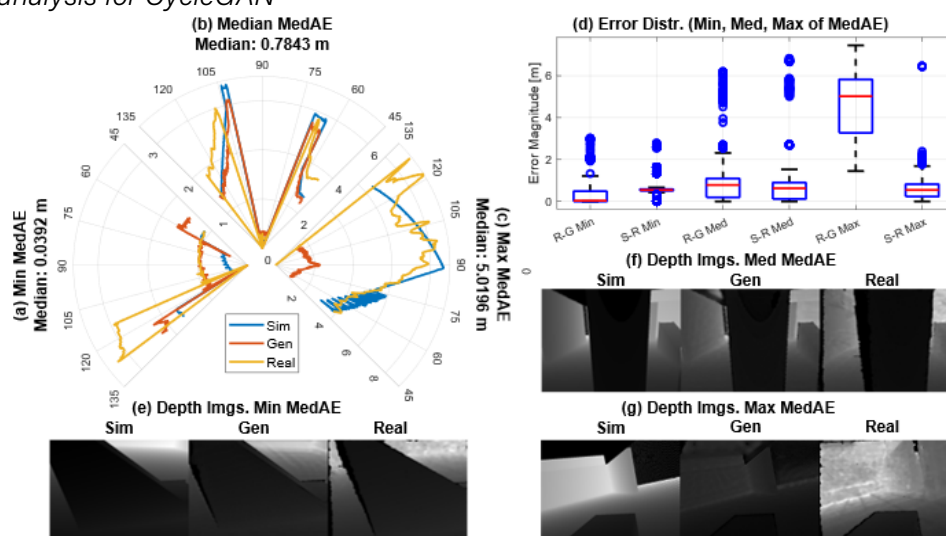 analysis for CycleGAN
(b) Median MedAE
Median: 0.7843 m
(a) Min MedAE
Median: 0.0392 m
(c) Max MedAE
Median: 5.0196 m
45
60
75
90
105
120
135
45
120
105
90
75
60
45
135
120
105
90
75
60
45
3
2
1
0
2
4
6
2
4
6
8
Sim
Gen
Real
(d) Error Distr. (Min, Med, Max of MedAE)
Error Magnitude [m]
6
4
2
0
R-G Min
S-R Min
R-G Med
S-R Med
R-G Max
S-R Max
0
(e) Depth Imgs. Min MedAE
Sim Gen Real
(f) Depth Imgs. Med MedAE
Sim Gen Real
(g) Depth Imgs. Max MedAE
Sim Gen Real